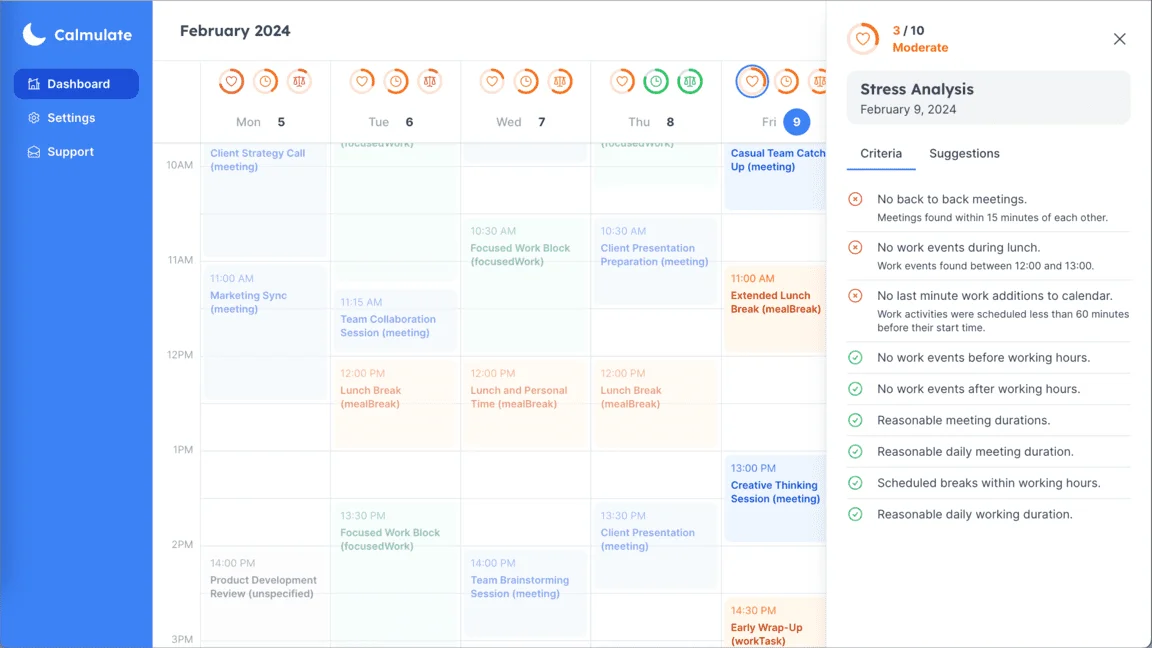 Calmulate
Dashboard
Settings
Support
February 2024
Mon 5
Tue 6
Wed 7
Thu 8
Fri 9
10AM
11AM
12PM
1PM
2PM
3PM
Client Strategy Call
(meeting)
11:00 AM
Marketing Sync
(meeting)
14:00 PM
Product Development
Review (unspecified)
(focusedWork)
11:15 AM
Team Collaboration
Session (meeting)
12:00 PM
Lunch Break
(mealBreak)
13:30 PM
Focused Work Block
(focusedWork)
10:30 AM
Focused Work Block
(focusedWork)
12:00 PM
Lunch and Personal
Time (mealBreak)
14:00 PM
Team Brainstorming
Session (meeting)
(focusedWork)
10:30 AM
Client Presentation
Preparation (meeting)
12:00 PM
Lunch Break
(mealBreak)
13:30 PM
Client Presentation
(meeting)
Casual Team Catch
Up (meeting)
11:00 AM
Extended Lunch
Break (mealBreak)
13:00 PM
Creative Thinking
Session (meeting)
14:30 PM
Early Wrap-Up
(workTask)
3 / 10
Moderate
Stress Analysis
February 9, 2024
Criteria
Suggestions
No back to back meetings.
Meetings found within 15 minutes of each other.
No work events during lunch.
Work events found between 12:00 and 13:00.
No last minute work additions to calendar.
Work activities were scheduled less than 60 minutes
before their start time.
No work events before working hours.
No work events after working hours.
Reasonable meeting durations.
Reasonable daily meeting duration.
Scheduled breaks within working hours.
Reasonable daily working duration.